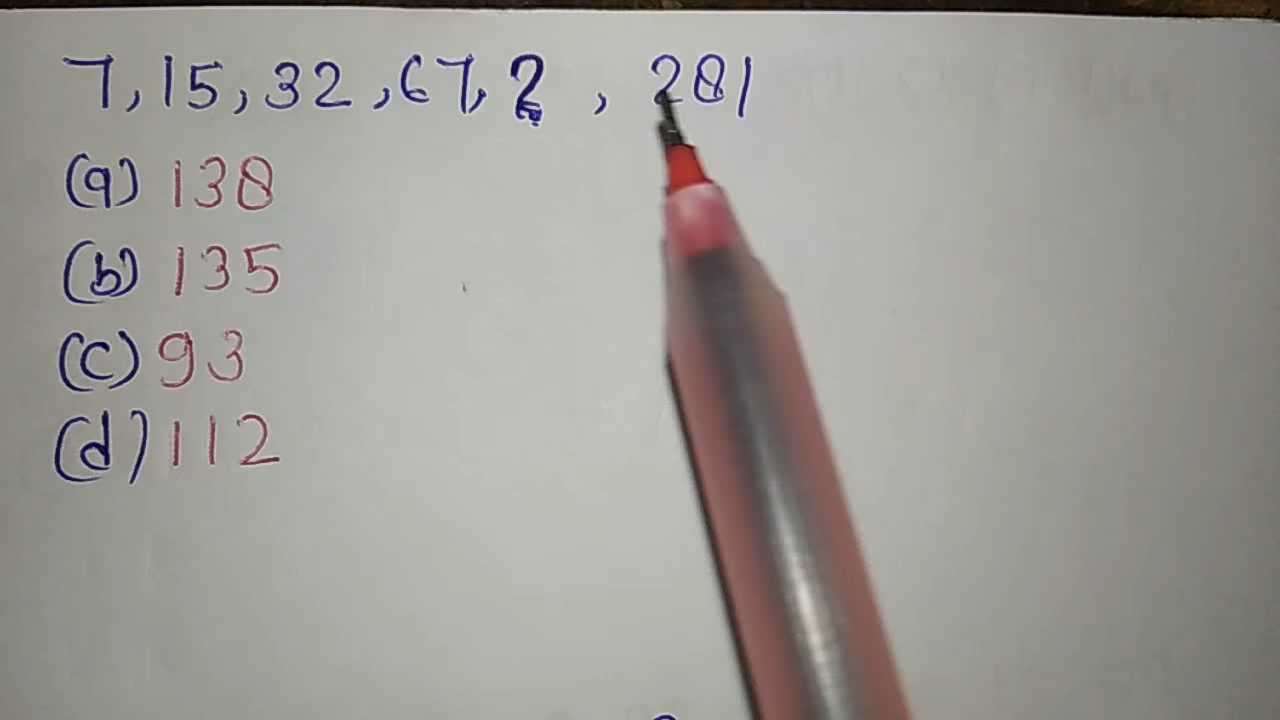 7, 15, 32, 67, ?, 281
(a) 138
(b) 135
(c) 93
(d) 112